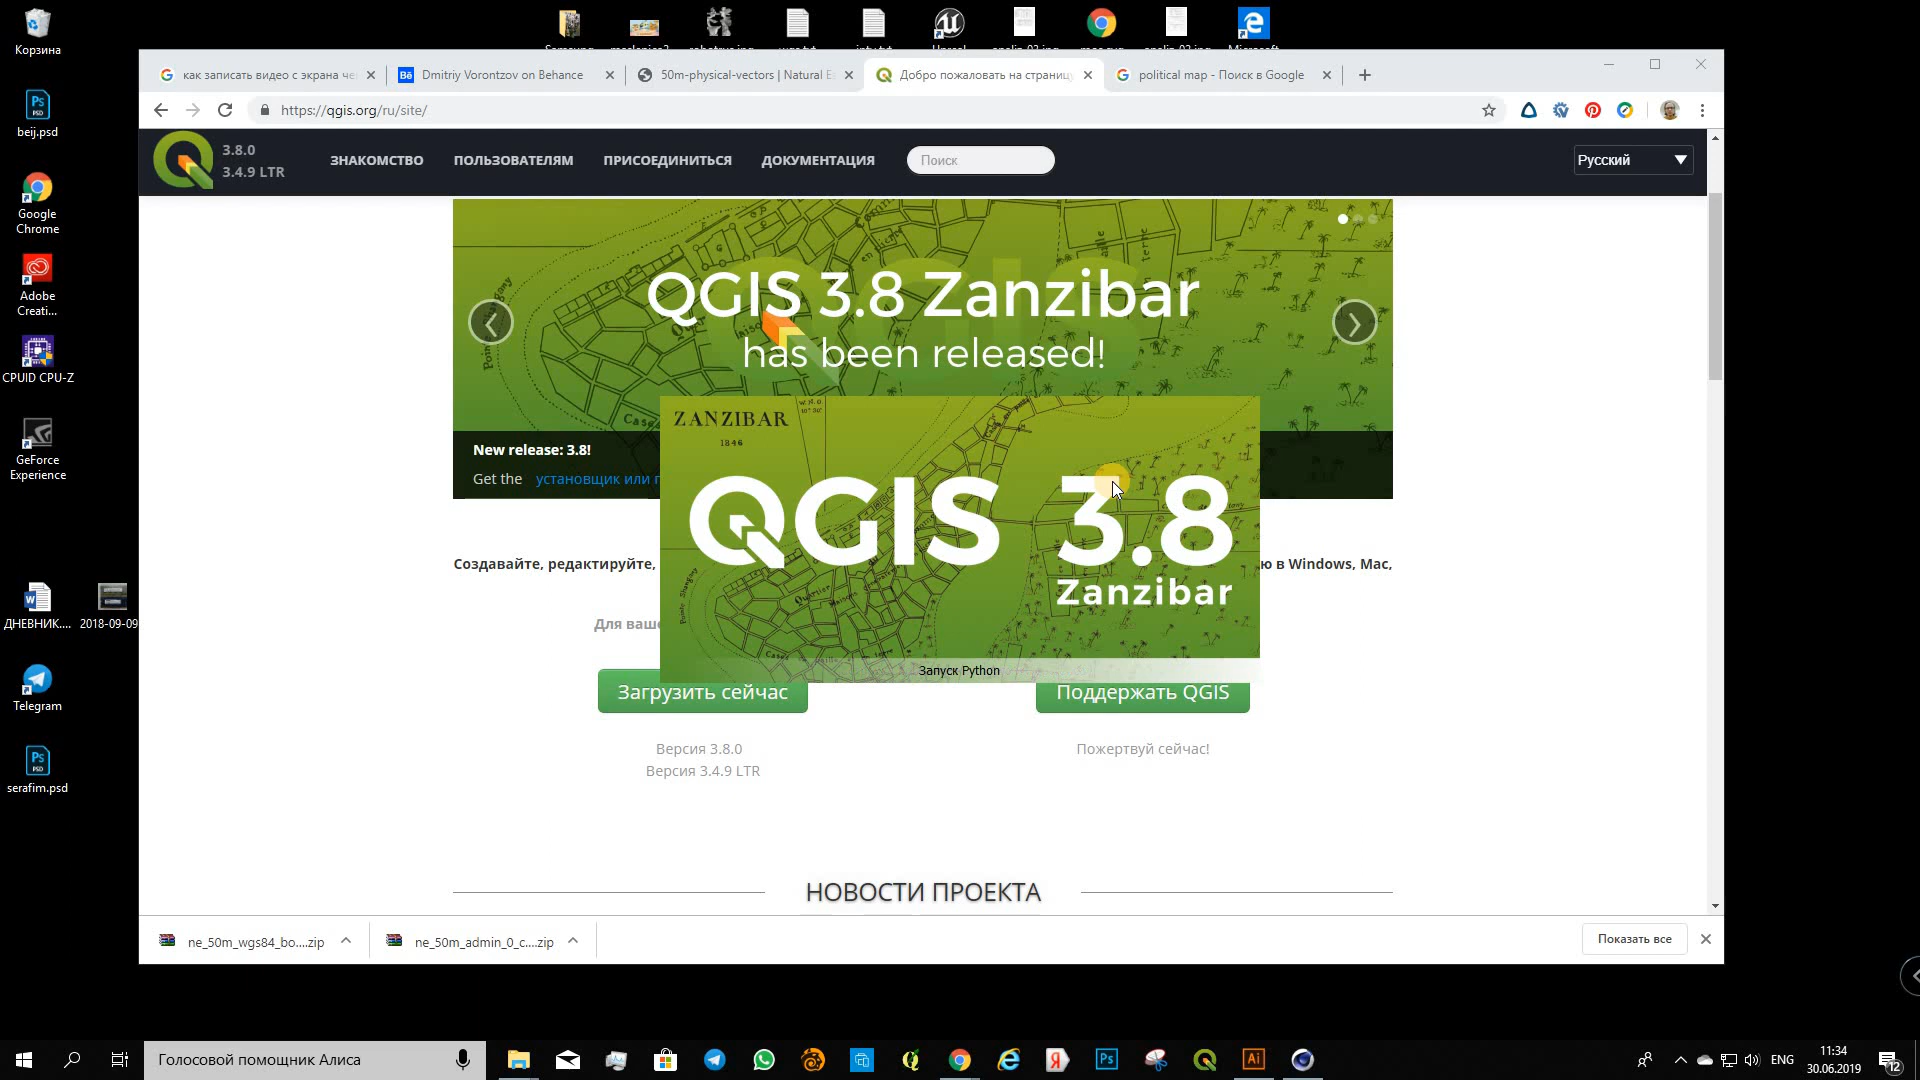 Корзина
beij.psd
Google
Chrome
Adobe
Creati...
CPUID CPU-Z
GeForce
Experience
ДНЕВНИК....
2018-09-09
Telegram
serafim.psd
как записать видео с экрана че
Dmitriy Vorontzov on Behance
50m-physical-vectors | Natural E
Добро пожаловать на страницу
political map - Поиск в Google
https://qgis.org/ru/site/
3.8.0
3.4.9 LTR
ЗНАКОМСТВО
ПОЛЬЗОВАТЕЛЯМ
ПРИСОЕДИНИТЬСЯ
ДОКУМЕНТАЦИЯ
Поиск
Русский
QGIS 3.8 Zanzibar
has been released!
New release: 3.8!
Get the установщик или
ZANZIBAR
1846
QGIS 3.8
Zanzibar
Запуск Python
Создавайте, редактируйте,
ю в Windows, Mac,
Для ваше
Загрузить сейчас
Поддержать QGIS
Версия 3.8.0
Версия 3.4.9 LTR
Пожертвуй сейчас!
НОВОСТИ ПРОЕКТА
ne_50m_wgs84_bo....zip
ne_50m_admin_0_c....zip
Показать все
Голосовой помощник Алиса
ENG
11:34
30.06.2019
12